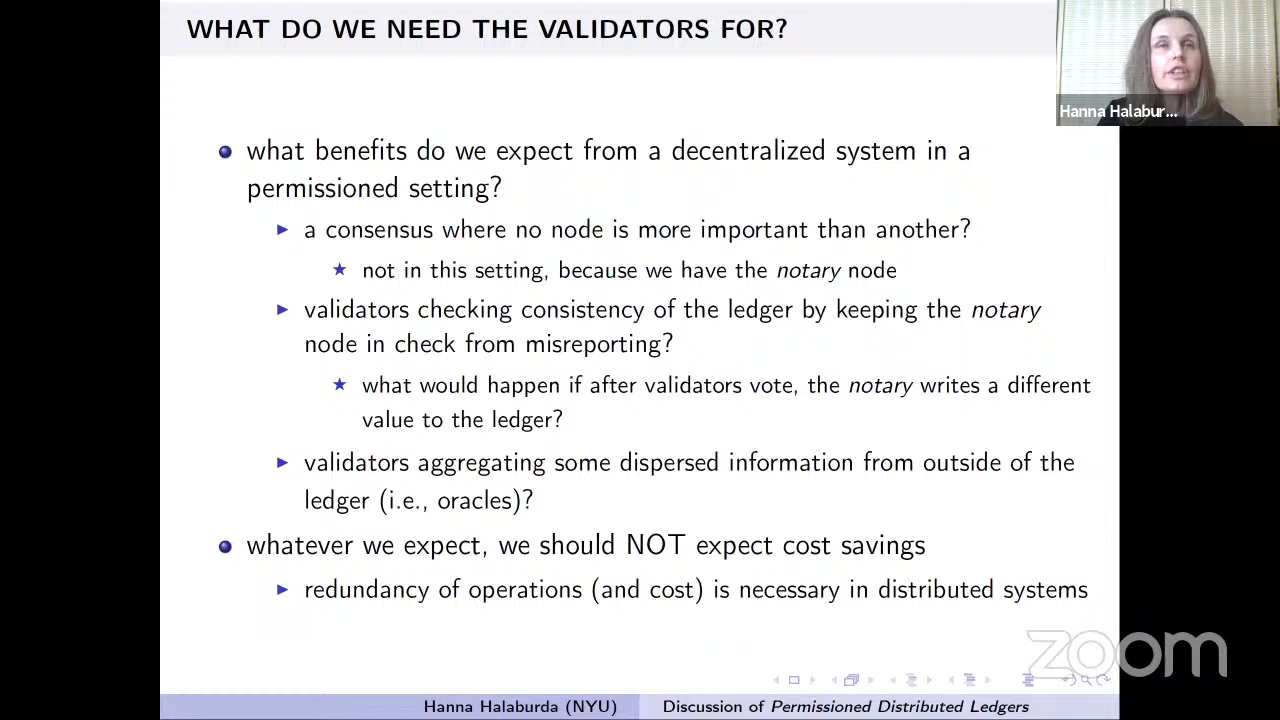 WHAT DO WE NEED THE VALIDATORS FOR?
Hanna Halabur...
what benefits do we expect from a decentralized system in a
permissioned setting?
a consensus where no node is more important than another?
not in this setting, because we have the notary node
validators checking consistency of the ledger by keeping the notary
node in check from misreporting?
what would happen if after validators vote, the notary writes a different
value to the ledger?
validators aggregating some dispersed information from outside of the
ledger (i.e., oracles)?
whatever we expect, we should NOT expect cost savings
redundancy of operations (and cost) is necessary in distributed systems
zoom
Hanna Halaburda (NYU)
Discussion of Permissioned Distributed Ledgers